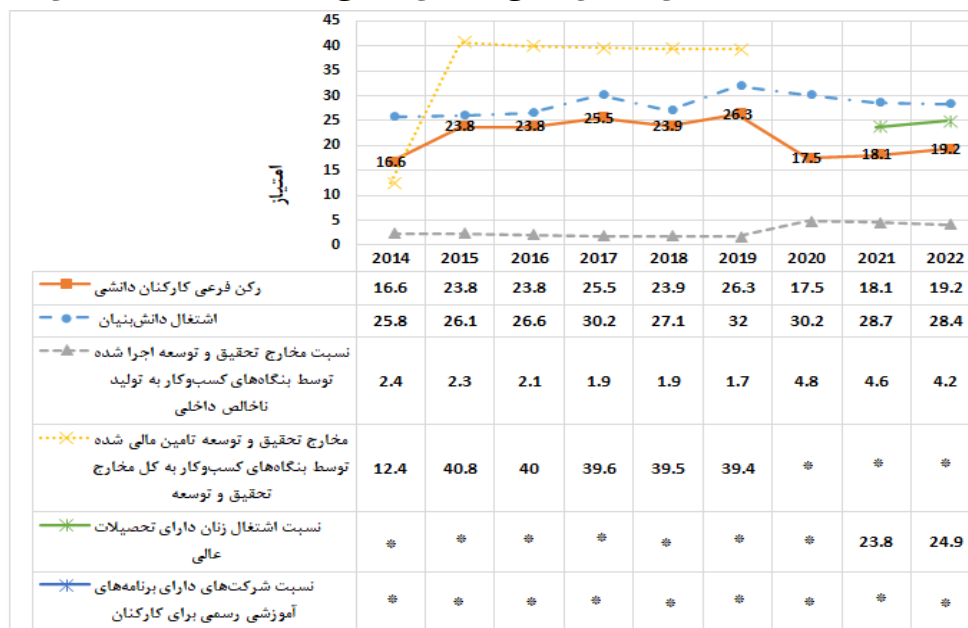 45
40
35
30
25
20
15
10
5
0
امتیاز
16.6 23.8 23.8 25.5 23.9 26.3 17.5 18.1 19.2
2014 2015 2016 2017 2018 2019 2020 2021 2022
رکن فرعی کارکنان دانشی 16.6 23.8 23.8 25.5 23.9 26.3 17.5 18.1 19.2
اشتغال دانش‌بنیان 25.8 26.1 26.6 30.2 27.1 32 30.2 28.7 28.4
نسبت مخارج تحقیق و توسعه اجرا شده
توسط بنگاه‌های کسب‌وکار به تولید
ناخالص داخلی
2.4 2.3 2.1 1.9 1.9 1.7 4.8 4.6 4.2
مخارج تحقیق و توسعه تامین مالی شده
توسط بنگاه‌های کسب‌وکار به کل مخارج
تحقیق و توسعه
12.4 40.8 40 39.6 39.5 39.4 * * *
نسبت اشتغال زنان دارای تحصیلات
عالی
* * * * * * * 23.8 24.9
نسبت شرکت‌های دارای برنامه‌های
آموزشی رسمی برای کارکنان
* * * * * * * * *